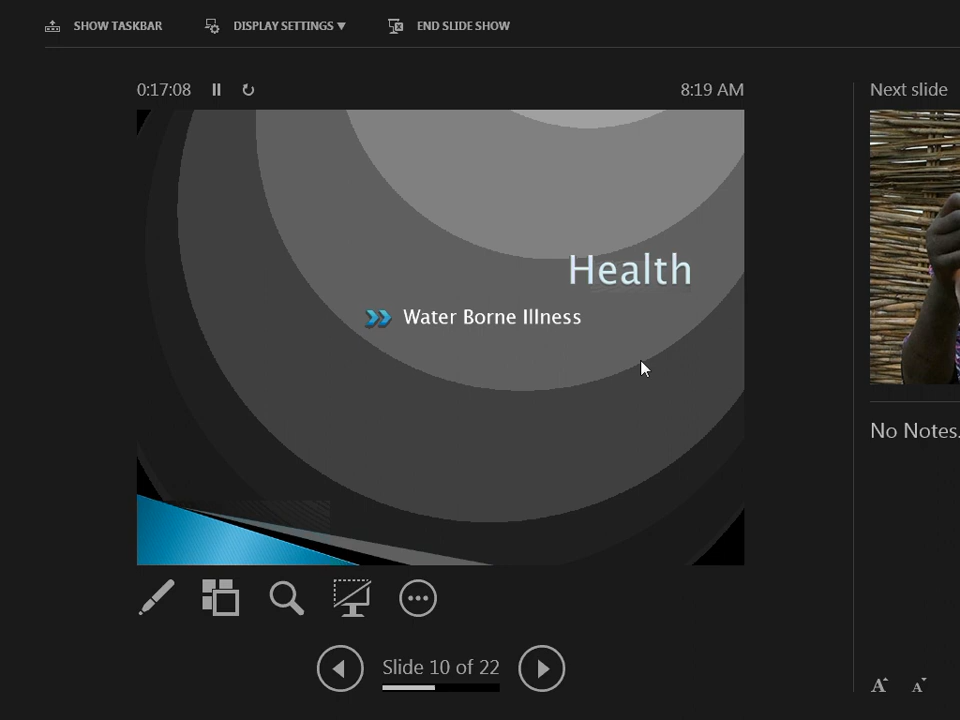 SHOW TASKBAR
DISPLAY SETTINGS ▼
END SLIDE SHOW
0:17:08
8:19 AM
Next slide
Health
Water Borne Illness
No Notes.
Slide 10 of 22
A A